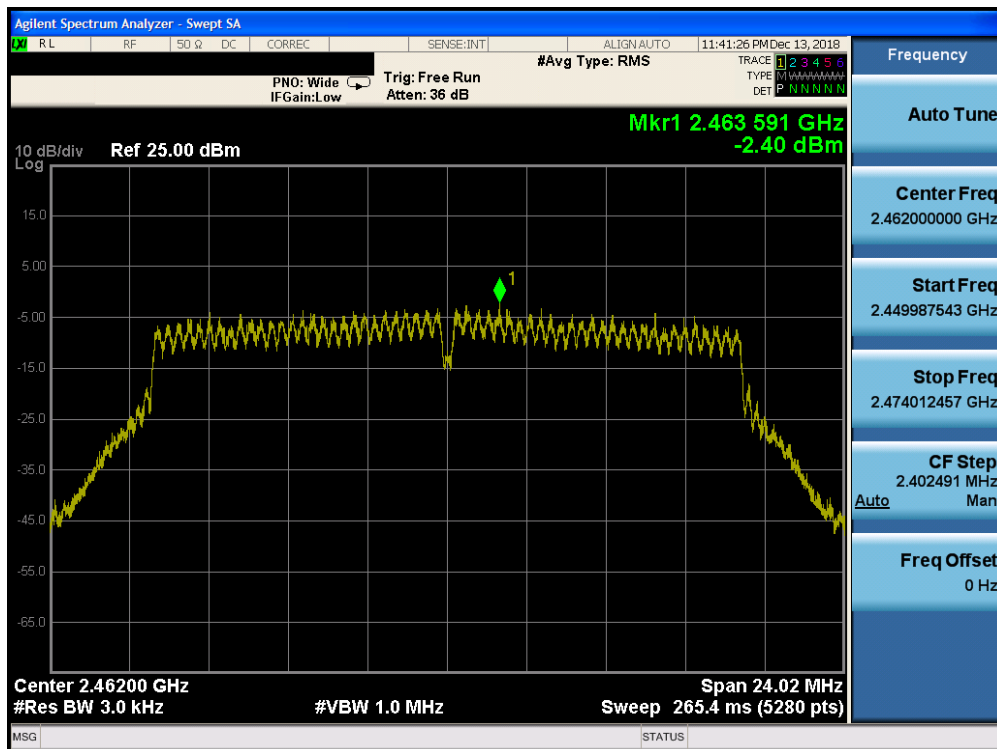 Agilent Spectrum Analyzer - Swept SA
LXI RL RF 50 Ω DC CORREC SENSE:INT ALIGN AUTO 11:41:26 PM Dec 13, 2018
Frequency
#Avg Type: RMS
TRACE 1 2 3 4 5 6
PNO: Wide Trig: Free Run
TYPE M WWWWW
IFGain:Low Atten: 36 dB
DET P N N N N N
Auto Tune
Mkr1 2.463 591 GHz
-2.40 dBm
10 dB/div Ref 25.00 dBm
Log
Center Freq
2.462000000 GHz
15.0
5.00
1
Start Freq
2.449987543 GHz
-5.00
-15.0
Stop Freq
2.474012457 GHz
-25.0
-35.0
CF Step
2.402491 MHz
Auto Man
-45.0
-55.0
Freq Offset
0 Hz
-65.0
Center 2.46200 GHz Span 24.02 MHz
#Res BW 3.0 kHz #VBW 1.0 MHz Sweep 265.4 ms (5280 pts)
MSG STATUS